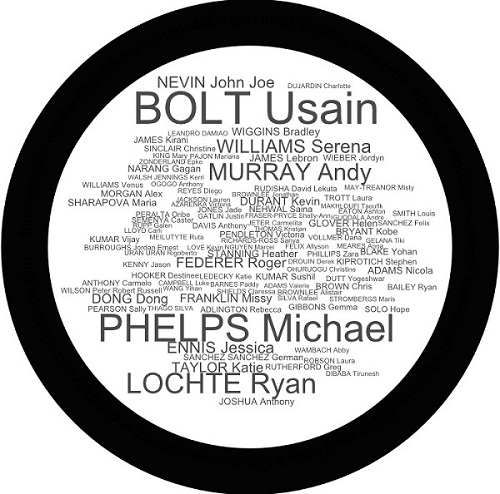 NEVIN John Joe
DUJARDIN Charlotte
BOLT Usain
LEANDRO DAMIAO WIGGINS Bradley
JAMES Kirani
WILLIAMS Serena
SINCLAIR Christine
KING Mary PAJON Mariana
JAMES Lebron WIEBER Jordyn
ZONDERLAND Epke
NARANG Gagan
MURRAY Andy
WALSH JENNINGS Kerri
WILLIAMS Venus OGOGO Anthony
REYES Diego
RUDISHA David Lekuta MAY-TREANOR Misty
MORGAN Alex
BROWNLEE Jonathan
TROTT Laura
SHARAPOVA Maria
JACKSON Lauren
AZARENKA Victoria
DURANT Kevin
MAKHLOUFI Taoufik
JONES Jade
NEHWAL Saina
EATON Ashton
PERALTA Oribe
GATLIN Justin
FRASER-PRYCE Shelly-Ann
GUDDALA Andre
SMITH Louis
SEMENYA Castor
RUPP Galen
DAVIS Anthony
JETER Carmelita
GLOVER Helen
SANCHEZ Felix
LLOYD Carli
THOMAS Kristan
BRYANT Kobe
MEILUTYTE Ruta
PENDLETON Victoria
VOLLMER Dana
KUMAR Vijay
RICHARDS-ROSS Sanya
GELANA Tiki
BURROUGHS Jordan Ernest
LOVE Kevin
NGUYEN Marcel
FELIX Allyson
MEARES Anna
URAN URAN Rigoberto
STANNING Heather
PHILLIPS Zara
BLAKE Yohan
KENNY Jason
FEDERER Roger
DROUIN Derek
KIPROTICH Stephen
OHURUOGU Christine
ADAMS Nicola
HOOKER Destinee
LEDECKY Katie
KUMAR Sushil
DUTT Yogeshwar
ANTHONY Carmelo
CAMPBELL Luke
BARNES Paddy
ADAMS Valerie
BROWN Chris
BAILEY Ryan
WILSON Peter Robert Russell
WANG Yihan
SHIELDS Claressa
BROWNLEE Alistair
DONG Dong
FRANKLIN Missy
SILVA Rafael
STROMBERGS Maris
PEARSON Sally
THIAGO SILVA
ADLINGTON Rebecca
GIBBONS Gemma
SOLO Hope
PHELPS Michael
ENNIS Jessica
WAMBACH Abby
SANCHEZ SANCHEZ German
ROBSON Laura
TAYLOR Katie
RUTHERFORD Greg
DIBABA Tirunesh
LOCHTE Ryan
JOSHUA Anthony